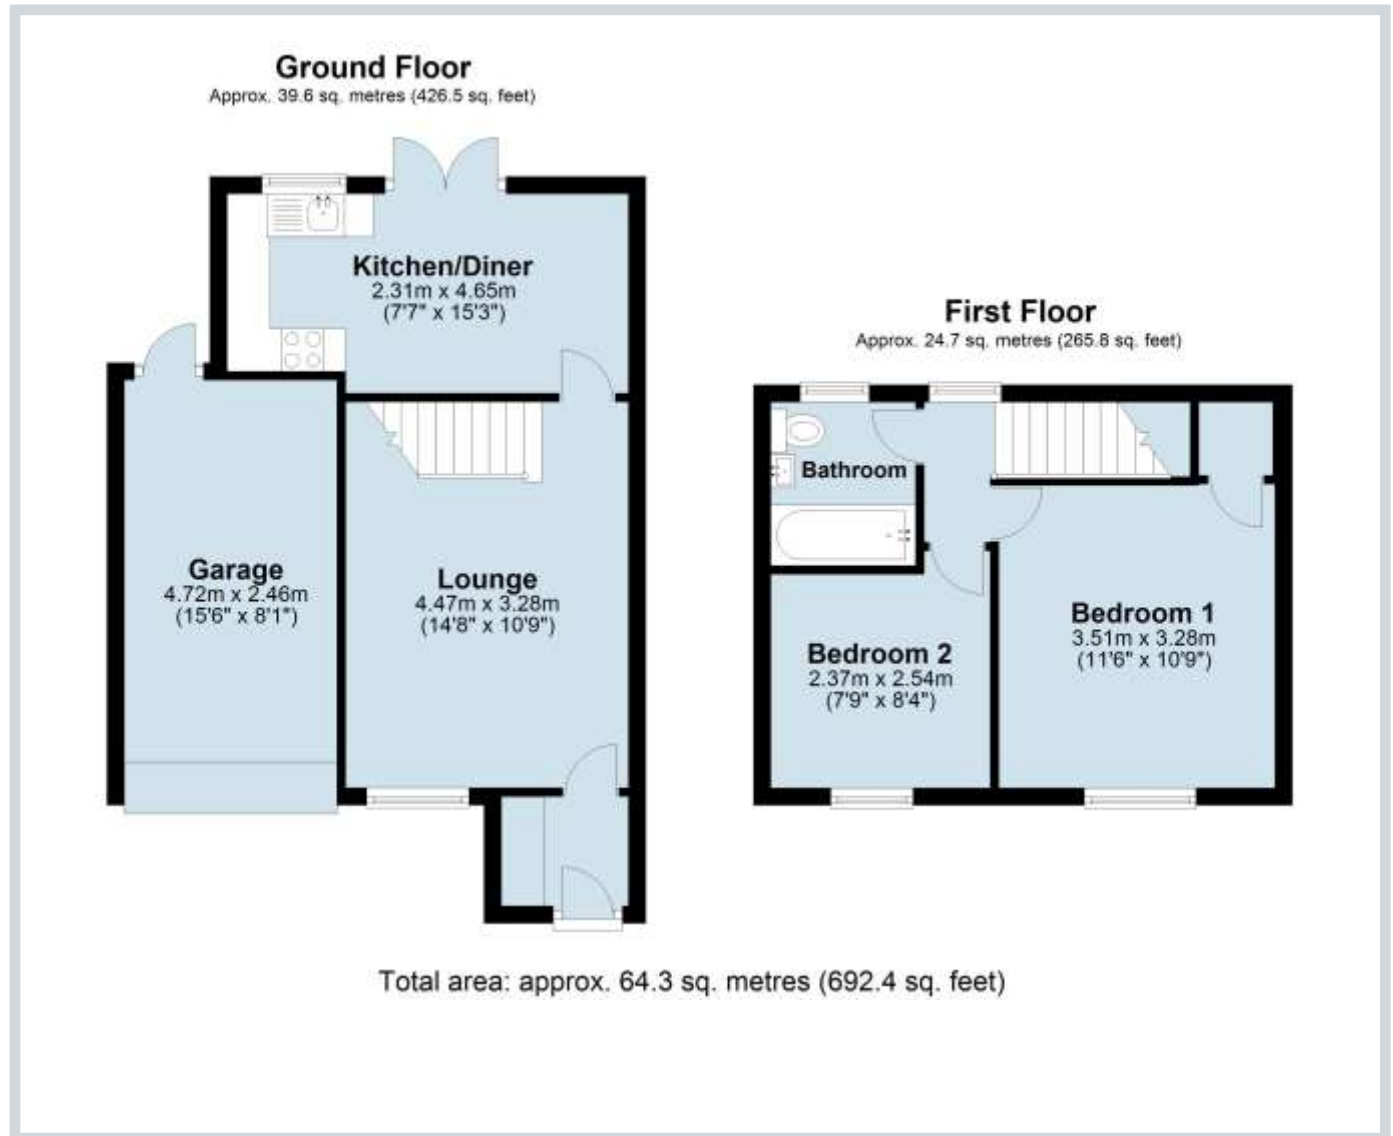 Ground Floor
Approx. 39.6 sq. metres (426.5 sq. feet)
Kitchen/Diner
2.31m x 4.65m
(7'7" x 15'3")
Garage
4.72m x 2.46m
(15'6" x 8'1")
Lounge
4.47m x 3.28m
(14'8" x 10'9")
First Floor
Approx. 24.7 sq. metres (265.8 sq. feet)
Bathroom
Bedroom 1
3.51m x 3.28m
(11'6" x 10'9")
Bedroom 2
2.37m x 2.54m
(7'9" x 8'4")
Total area: approx. 64.3 sq. metres (692.4 sq. feet)